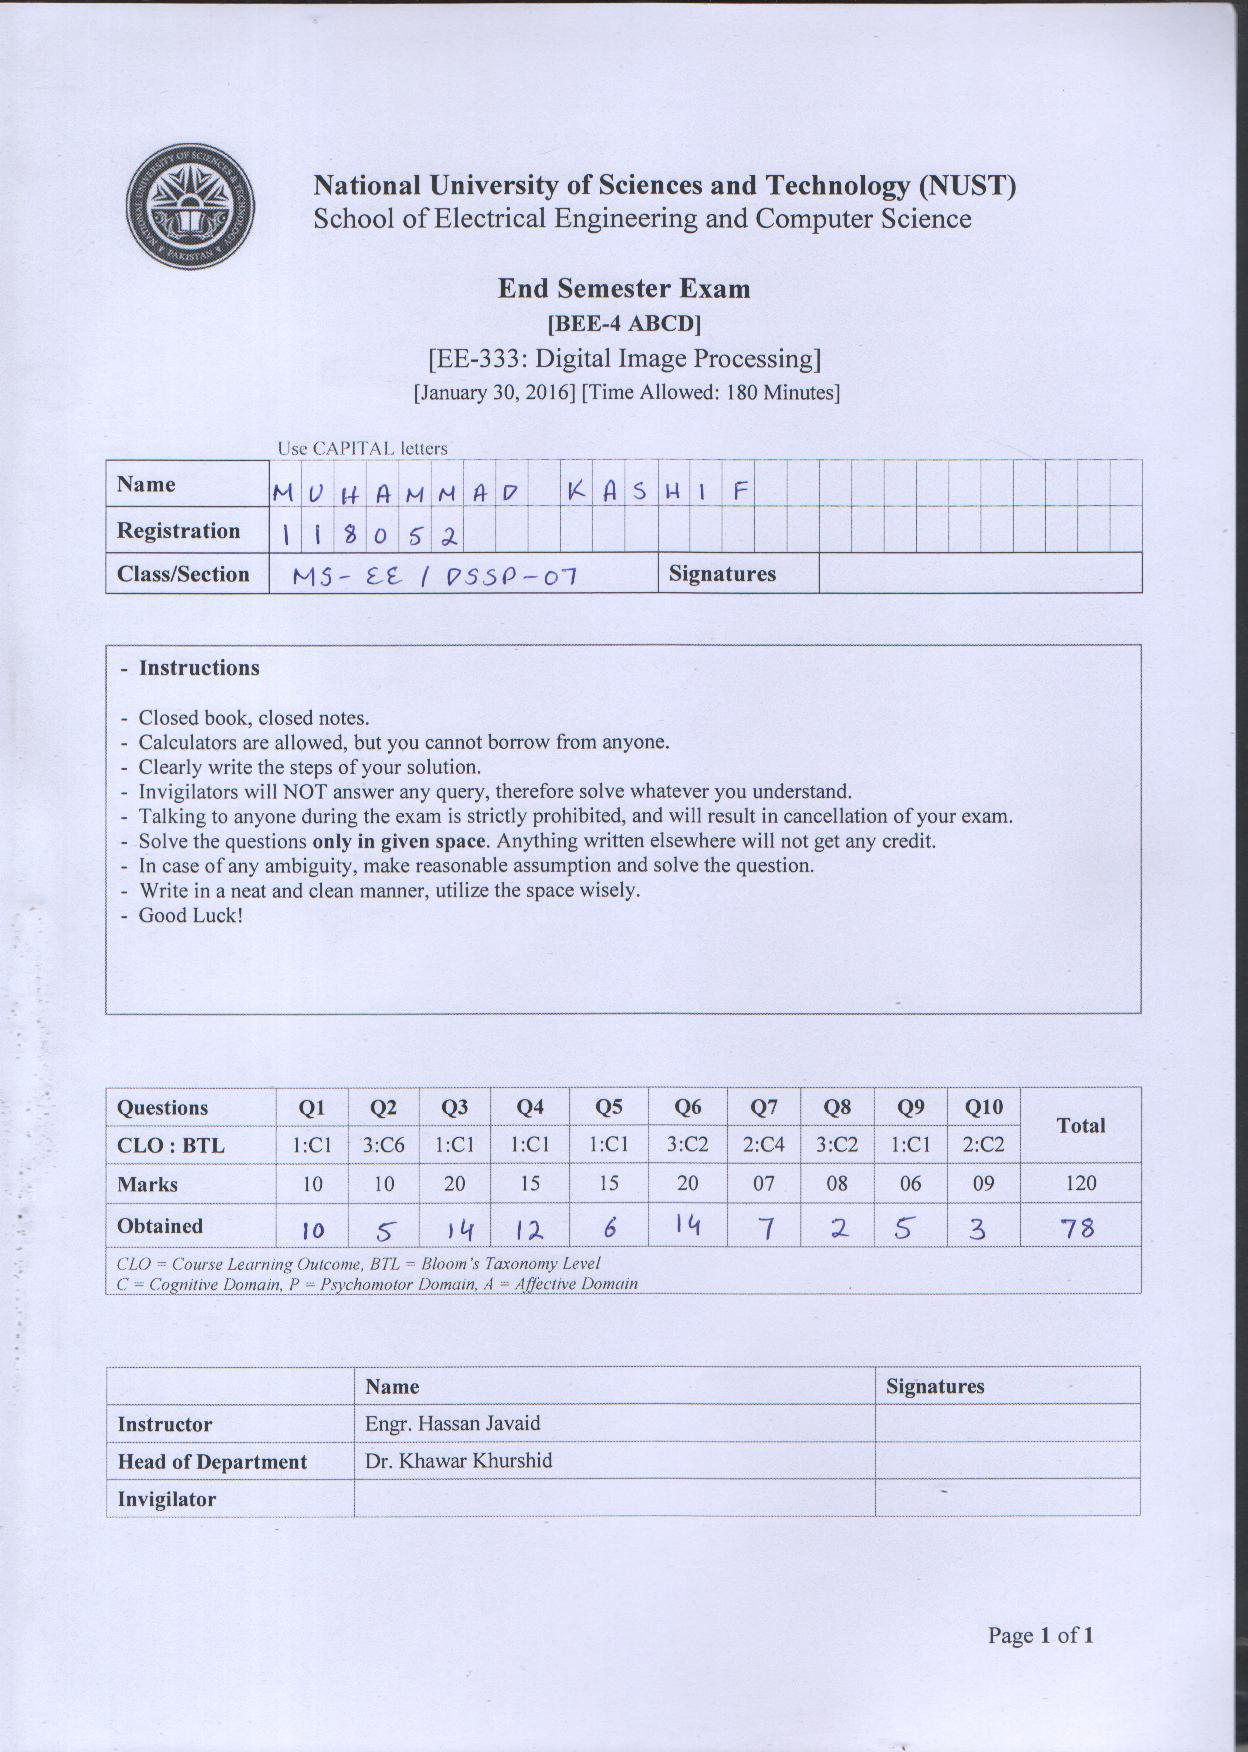 NATIONAL UNIVERSITY OF SCIENCES & TECHNOLOGY
PAKISTAN
National University of Sciences and Technology (NUST)
School of Electrical Engineering and Computer Science
End Semester Exam
[BEE-4 ABCD]
[EE-333: Digital Image Processing]
[January 30, 2016] [Time Allowed: 180 Minutes]
Use CAPITAL letters
Name MUHAMMAD KASHIF
Registration 118052
Class/Section MS-EE / DSSP-07 Signatures
- Instructions
- Closed book, closed notes.
- Calculators are allowed, but you cannot borrow from anyone.
- Clearly write the steps of your solution.
- Invigilators will NOT answer any query, therefore solve whatever you understand.
- Talking to anyone during the exam is strictly prohibited, and will result in cancellation of your exam.
- Solve the questions only in given space. Anything written elsewhere will not get any credit.
- In case of any ambiguity, make reasonable assumption and solve the question.
- Write in a neat and clean manner, utilize the space wisely.
- Good Luck!
Questions Q1 Q2 Q3 Q4 Q5 Q6 Q7 Q8 Q9 Q10 Total
CLO : BTL 1:C1 3:C6 1:C1 1:C1 1:C1 3:C2 2:C4 3:C2 1:C1 2:C2
Marks 10 10 20 15 15 20 07 08 06 09 120
Obtained 10 5 14 12 6 14 7 2 5 3 78
CLO = Course Learning Outcome, BTL = Bloom's Taxonomy Level
C = Cognitive Domain, P = Psychomotor Domain, A = Affective Domain
Name Signatures
Instructor Engr. Hassan Javaid
Head of Department Dr. Khawar Khurshid
Invigilator
Page 1 of 1